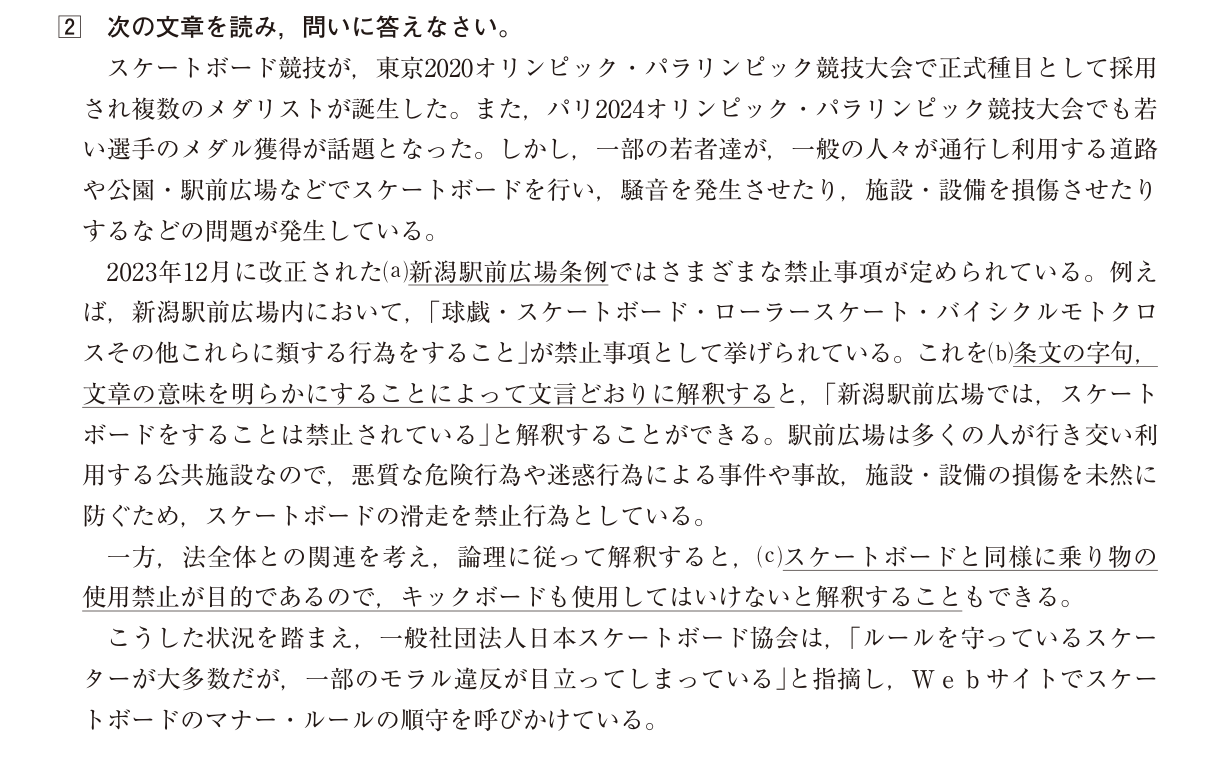 2 次の文章を読み，問いに答えなさい。
スケートボード競技が，東京2020オリンピック・パラリンピック競技大会で正式種目として採用
され複数のメダリストが誕生した。また，パリ2024オリンピック・パラリンピック競技大会でも若
い選手のメダル獲得が話題となった。しかし，一部の若者達が，一般の人々が通行し利用する道路
や公園・駅前広場などでスケートボードを行い，騒音を発生させたり，施設・設備を損傷させたり
するなどの問題が発生している。
2023年12月に改正された(a)新潟駅前広場条例ではさまざまな禁止事項が定められている。例え
ば，新潟駅前広場内において，「球戯・スケートボード・ローラースケート・バイシクルモトクロ
スその他これらに類する行為をすること」が禁止事項として挙げられている。これを(b)条文の字句，
文章の意味を明らかにすることによって文言どおりに解釈すると，「新潟駅前広場では，スケート
ボードをすることは禁止されている」と解釈することができる。駅前広場は多くの人が行き交い利
用する公共施設なので，悪質な危険行為や迷惑行為による事件や事故，施設・設備の損傷を未然に
防ぐため，スケートボードの滑走を禁止行為としている。
一方，法全体との関連を考え，論理に従って解釈すると，(c)スケートボードと同様に乗り物の
使用禁止が目的であるので，キックボードも使用してはいけないと解釈することもできる。
こうした状況を踏まえ，一般社団法人日本スケートボード協会は，「ルールを守っているスケー
ターが大多数だが，一部のモラル違反が目立ってしまっている」と指摘し，Ｗｅｂサイトでスケー
トボードのマナー・ルールの順守を呼びかけている。